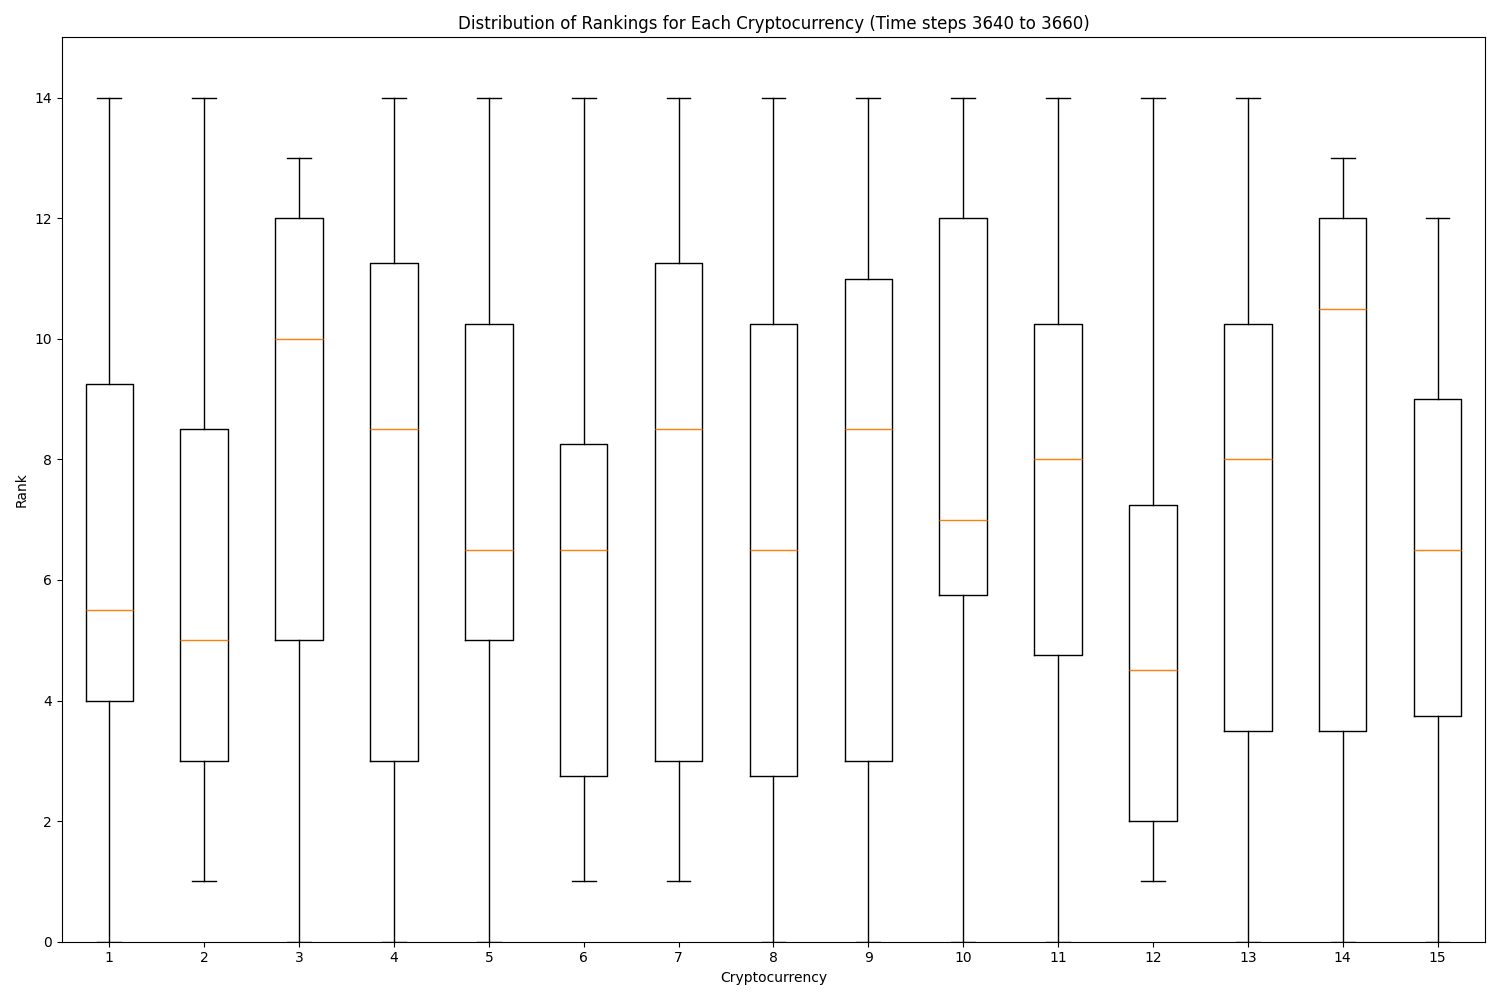 Distribution of Rankings for Each Cryptocurrency (Time steps 3640 to 3660)
Rank
14
12
10
8
6
4
2
0
1 2 3 4 5 6 7 8 9 10 11 12 13 14 15
Cryptocurrency